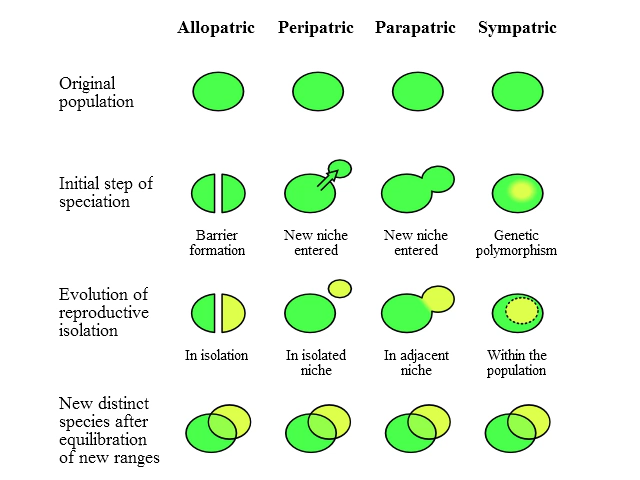 Allopatric Peripatric Parapatric Sympatric
Original
population
Initial step of
speciation
Barrier
formation
New niche
entered
New niche
entered
Genetic
polymorphism
Evolution of
reproductive
isolation
In isolation
In isolated
niche
In adjacent
niche
Within the
population
New distinct
species after
equilibration
of new ranges